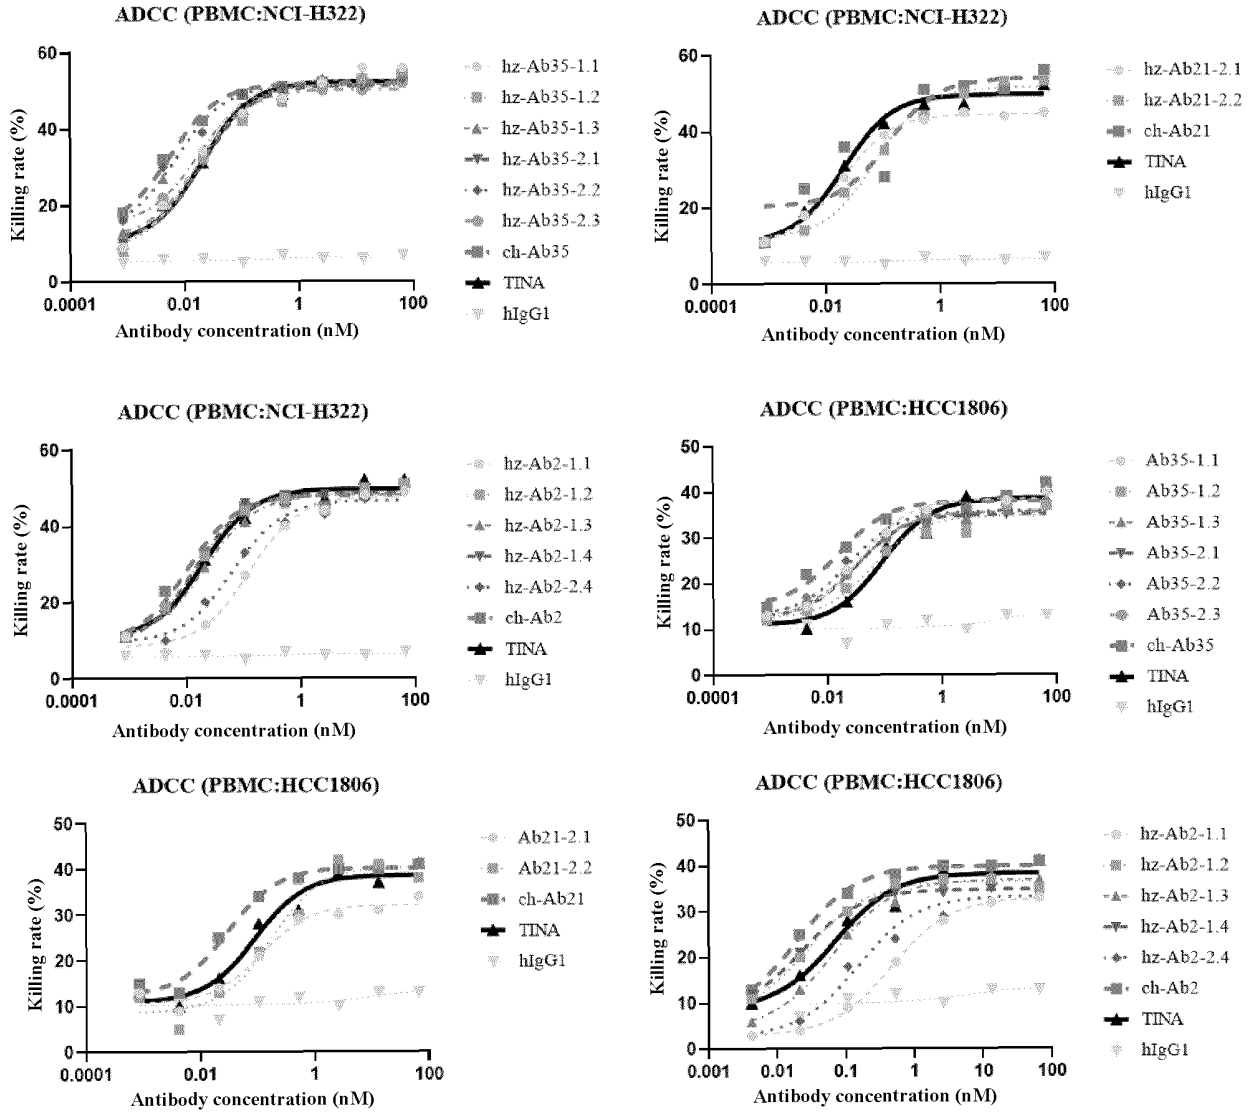 ADCC (PBMC:NCI-H322)
Killing rate (%)
60
40
20
0
0.0001
0.01
1
100
Antibody concentration (nM)
hz-Ab35-1.1
hz-Ab35-1.2
hz-Ab35-1.3
hz-Ab35-2.1
hz-Ab35-2.2
hz-Ab35-2.3
ch-Ab35
TINA
hIgG1
ADCC (PBMC:NCI-H322)
Killing rate (%)
60
40
20
0
0.0001
0.01
1
100
Antibody concentration (nM)
hz-Ab21-2.1
hz-Ab21-2.2
ch-Ab21
TINA
hIgG1
ADCC (PBMC:NCI-H322)
Killing rate (%)
60
40
20
0
0.0001
0.01
1
100
Antibody concentration (nM)
hz-Ab2-1.1
hz-Ab2-1.2
hz-Ab2-1.3
hz-Ab2-1.4
hz-Ab2-2.4
ch-Ab2
TINA
hIgG1
ADCC (PBMC:HCC1806)
Killing rate (%)
50
40
30
20
10
0
0.0001
0.01
1
100
Antibody concentration (nM)
Ab35-1.1
Ab35-1.2
Ab35-1.3
Ab35-2.1
Ab35-2.2
Ab35-2.3
ch-Ab35
TINA
hIgG1
ADCC (PBMC:HCC1806)
Killing rate (%)
50
40
30
20
10
0
0.0001
0.01
1
100
Antibody concentration (nM)
Ab21-2.1
Ab21-2.2
ch-Ab21
TINA
hIgG1
ADCC (PBMC:HCC1806)
Killing rate (%)
50
40
30
20
10
0
0.001
0.01
0.1
1
10
100
Antibody concentration (nM)
hz-Ab2-1.1
hz-Ab2-1.2
hz-Ab2-1.3
hz-Ab2-1.4
hz-Ab2-2.4
ch-Ab2
TINA
hIgG1